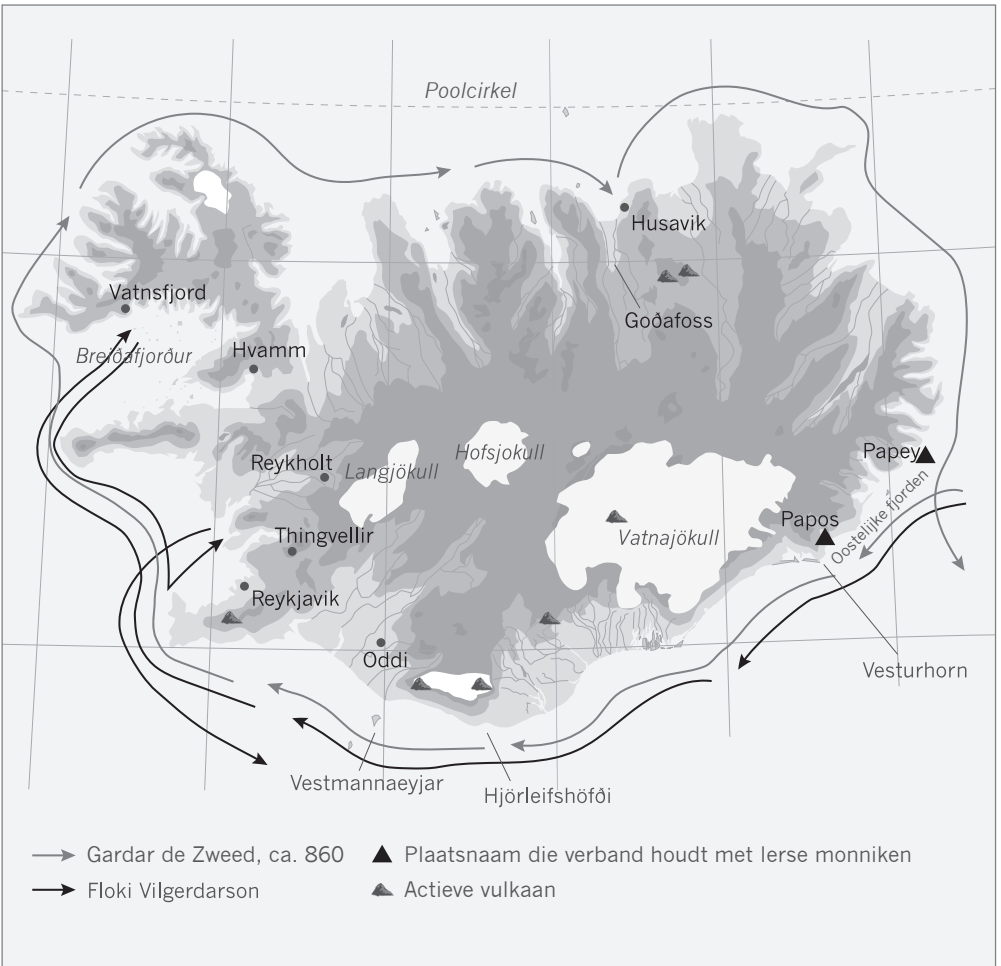 Poolcirkel
Husavik
Vatnsfjord
Goðafoss
Breiðafjorður
Hvamm
Hofsjokull
Papey
Reykholt
Langjökull
Oostelijke fjorden
Papos
Thingvellir
Vatnajökull
Reykjavik
Oddi
Vesturhorn
Vestmannaeyjar
Hjörleifshöfði
Gardar de Zweed, ca. 860
Plaatsnaam die verband houdt met Ierse monniken
Floki Vilgerdarson
Actieve vulkaan